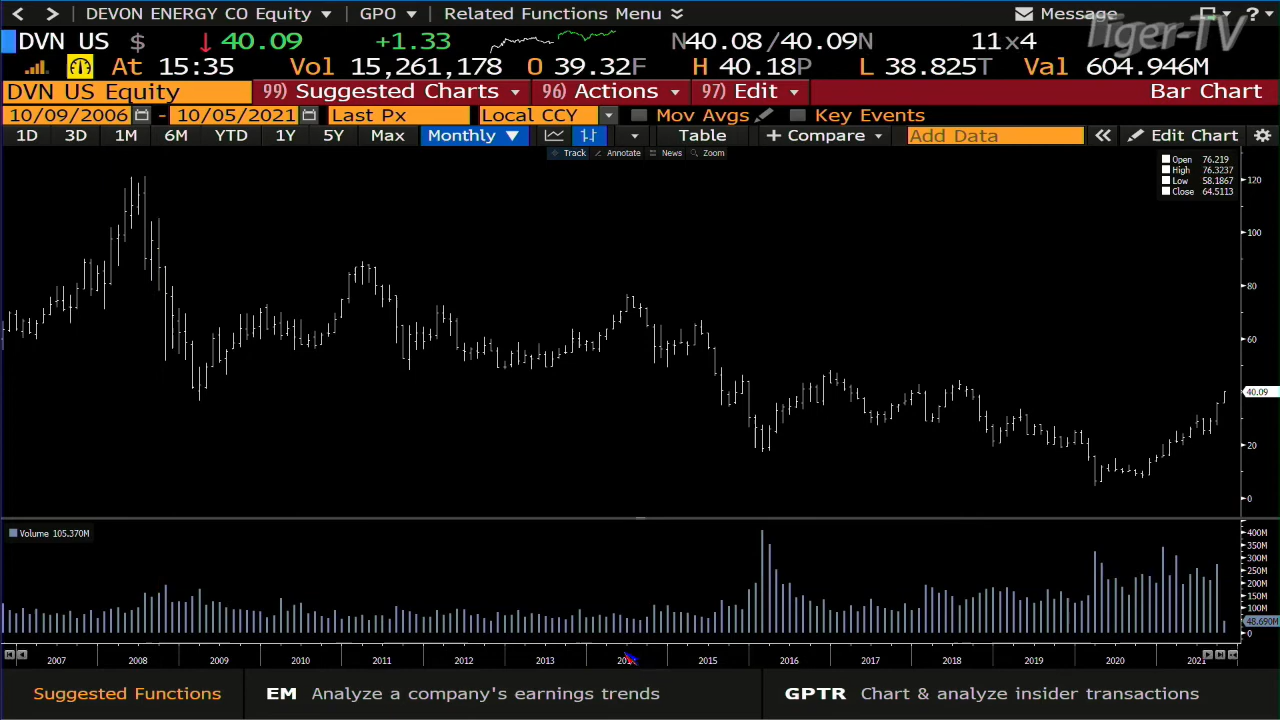 DEVON ENERGY CO Equity GPO Related Functions Menu Message ?
Tiger-TV
DVN US $ 40.09 +1.33 N40.08/40.09N 11x4
At 15:35 Vol 15,261,178 O 39.32F H 40.18P L 38.825T Val 604.946M
DVN US Equity 99) Suggested Charts 96) Actions 97) Edit Bar Chart
10/09/2006 - 10/05/2021 Last Px Local CCY Mov Avgs Key Events
1D 3D 1M 6M YTD 1Y 5Y Max Monthly Table + Compare Add Data Edit Chart
Track Annotate News Zoom
Open 76.219
High 76.3237
Low 58.1867
Close 64.5113
120
100
80
60
40.09
20
0
Volume 105.370M
400M
350M
300M
250M
200M
150M
100M
48.690M
0
2007 2008 2009 2010 2011 2012 2013 2015 2016 2017 2018 2019 2020 2021
Suggested Functions EM Analyze a company's earnings trends GPTR Chart & analyze insider transactions